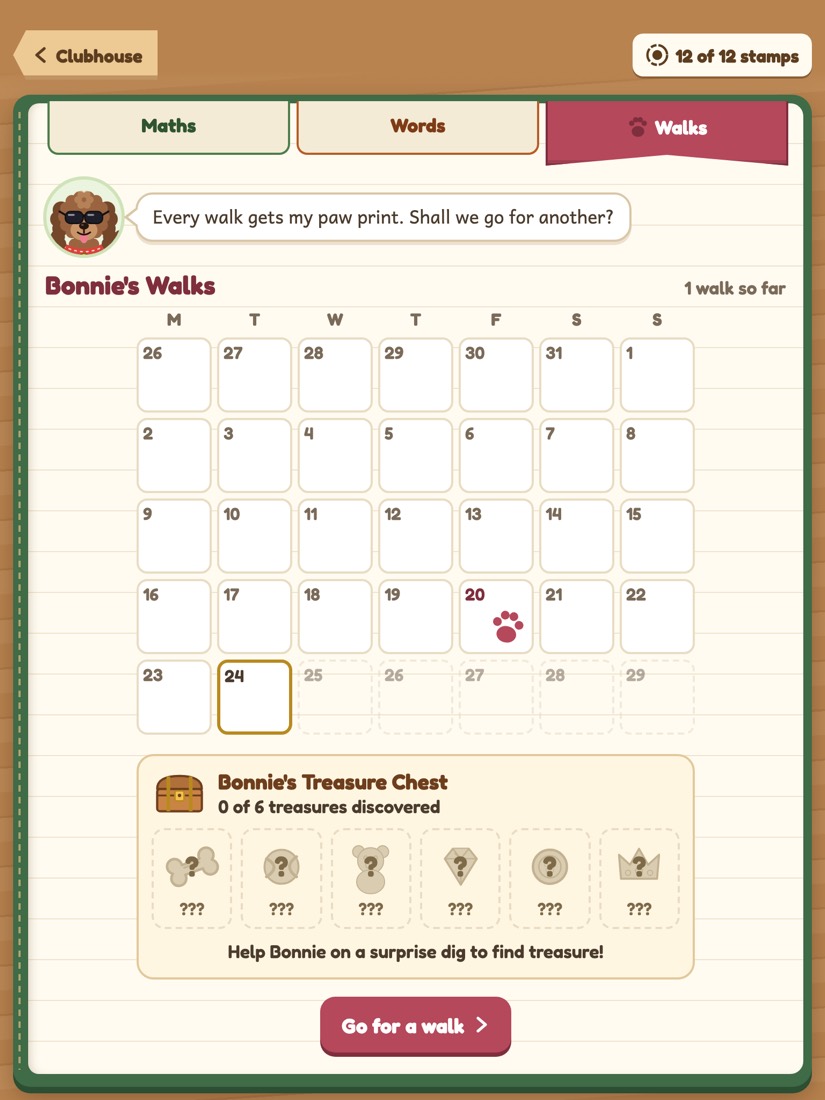 Clubhouse
12 of 12 stamps
Maths
Words
Walks
Every walk gets my paw print. Shall we go for another?
Bonnie's Walks
1 walk so far
M T W T F S S
26 27 28 29 30 31 1
2 3 4 5 6 7 8
9 10 11 12 13 14 15
16 17 18 19 20 21 22
23 24 25 26 27 28 29
Bonnie's Treasure Chest
0 of 6 treasures discovered
? ? ? ? ? ?
??? ??? ??? ??? ??? ???
Help Bonnie on a surprise dig to find treasure!
Go for a walk